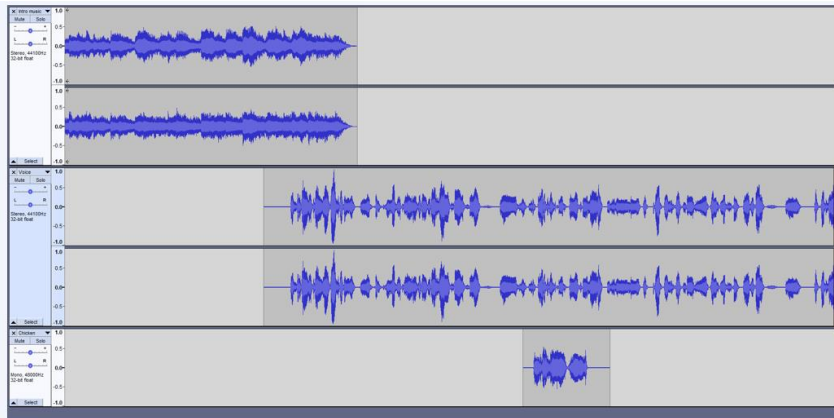 × Intro music ▼
Mute Solo
- +
L R
Stereo, 44100Hz
32-bit float
▲ Select
1.0
0.5
0.0
-0.5
-1.0
1.0
0.5
0.0
-0.5
-1.0
× Voice ▼
Mute Solo
- +
L R
Stereo, 44100Hz
32-bit float
▲ Select
1.0
0.5
0.0
-0.5
-1.0
1.0
0.5
0.0
-0.5
-1.0
× Chicken ▼
Mute Solo
- +
L R
Mono, 48000Hz
32-bit float
▲ Select
1.0
0.5
0.0
-0.5
-1.0